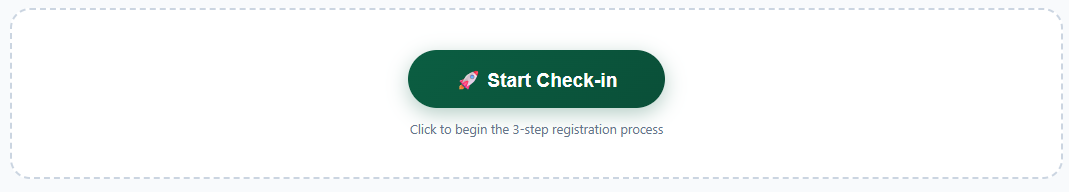 🚀 Start Check-in
Click to begin the 3-step registration process